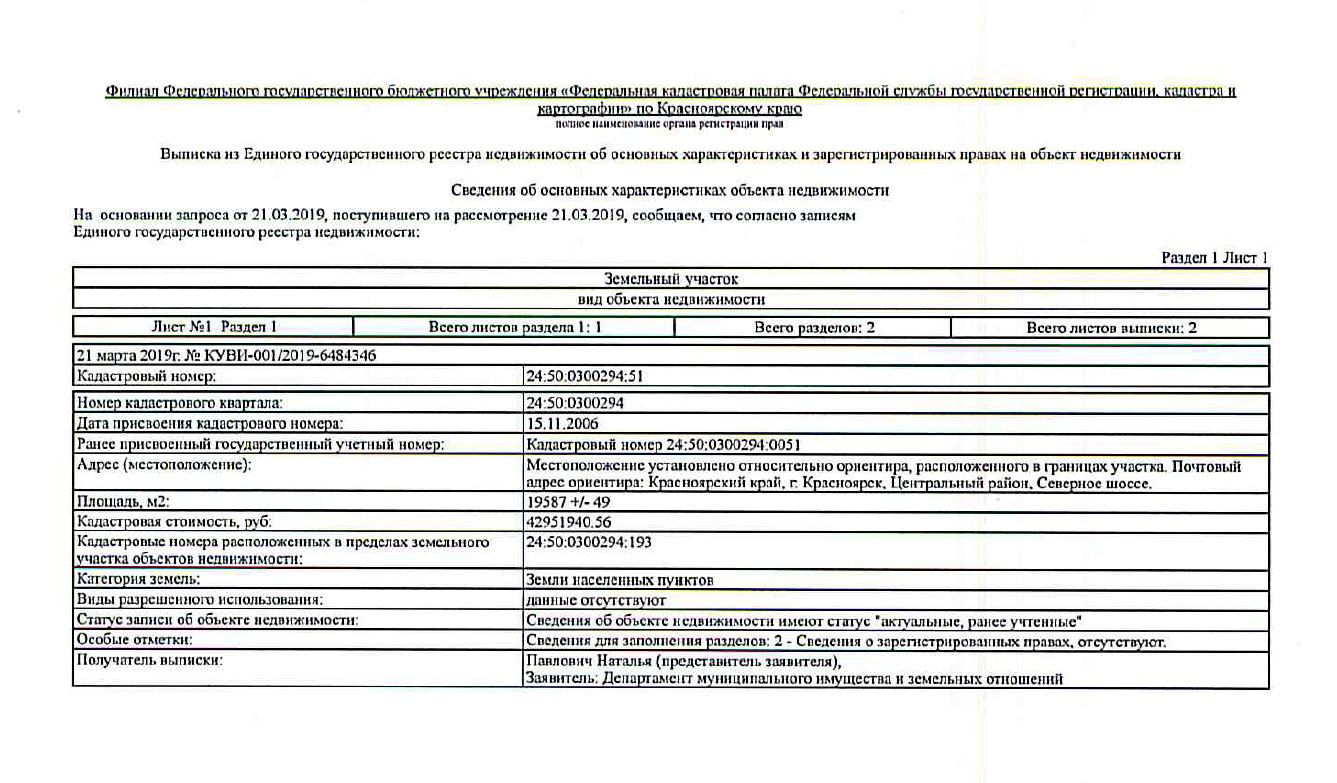 Филиал Федерального государственного бюджетного учреждения «Федеральная кадастровая палата Федеральной службы государственной регистрации, кадастра и
картографии» по Красноярскому краю
полное наименование органа регистрации прав
Выписка из Единого государственного реестра недвижимости об основных характеристиках и зарегистрированных правах на объект недвижимости
Сведения об основных характеристиках объекта недвижимости
На основании запроса от 21.03.2019, поступившего на рассмотрение 21.03.2019, сообщаем, что согласно записям
Единого государственного реестра недвижимости:
Раздел 1 Лист 1
Земельный участок
вид объекта недвижимости
Лист №1 Раздел 1 Всего листов раздела 1: 1 Всего разделов: 2 Всего листов выписки: 2
21 марта 2019г. № КУВИ-001/2019-6484346
Кадастровый номер: 24:50:0300294:51
Номер кадастрового квартала: 24:50:0300294
Дата присвоения кадастрового номера: 15.11.2006
Ранее присвоенный государственный учетный номер: Кадастровый номер 24:50:0300294:0051
Адрес (местоположение): Местоположение установлено относительно ориентира, расположенного в границах участка. Почтовый
адрес ориентира: Красноярский край, г. Красноярск, Центральный район, Северное шоссе.
Площадь, м2: 19587 +/- 49
Кадастровая стоимость, руб: 42951940.56
Кадастровые номера расположенных в пределах земельного 24:50:0300294:193
участка объектов недвижимости:
Категория земель: Земли населенных пунктов
Виды разрешенного использования: данные отсутствуют
Статус записи об объекте недвижимости: Сведения об объекте недвижимости имеют статус "актуальные, ранее учтенные"
Особые отметки: Сведения для заполнения разделов: 2 - Сведения о зарегистрированных правах, отсутствуют.
Получатель выписки: Павлович Наталья (представитель заявителя),
Заявитель: Департамент муниципального имущества и земельных отношений